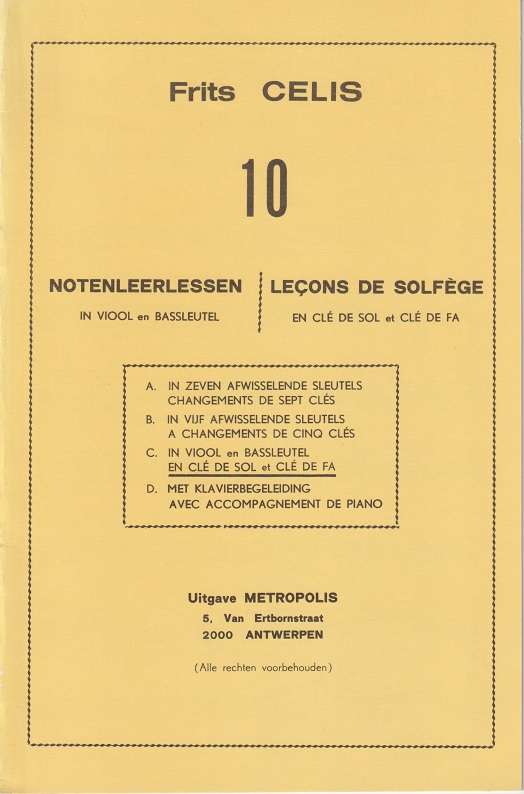 Frits CELIS
10
NOTENLEERLESSEN
IN VIOOL en BASSLEUTEL
LEÇONS DE SOLFÈGE
EN CLÉ DE SOL et CLÉ DE FA
A. IN ZEVEN AFWISSELENDE SLEUTELS
CHANGEMENTS DE SEPT CLÉS
B. IN VIJF AFWISSELENDE SLEUTELS
A CHANGEMENTS DE CINQ CLÉS
C. IN VIOOL en BASSLEUTEL
EN CLÉ DE SOL et CLÉ DE FA
D. MET KLAVIERBEGELEIDING
AVEC ACCOMPAGNEMENT DE PIANO
Uitgave METROPOLIS
5, Van Ertbornstraat
2000 ANTWERPEN
(Alle rechten voorbehouden)